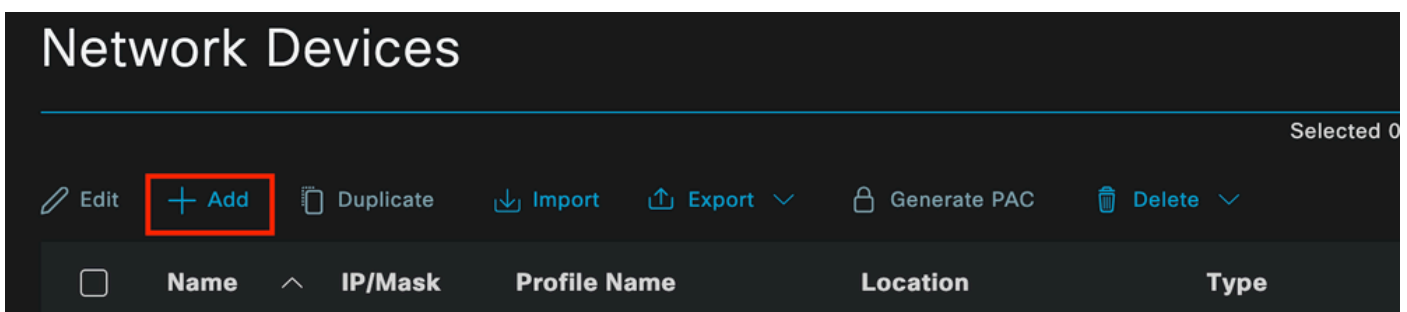 Network Devices
Selected 0
Edit Add Duplicate Import Export Generate PAC Delete
Name IP/Mask Profile Name Location Type